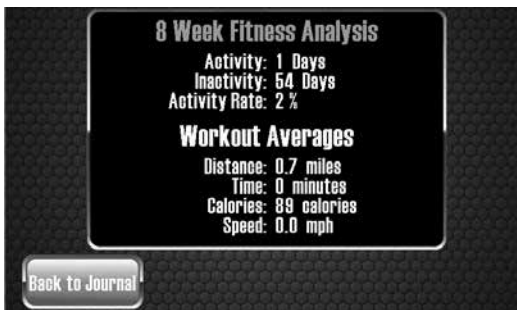 8 Week Fitness Analysis
Activity: 1 Days
Inactivity: 54 Days
Activity Rate: 2 %
Workout Averages
Distance: 0.7 miles
Time: 0 minutes
Calories: 89 calories
Speed: 0.0 mph
Back to Journal